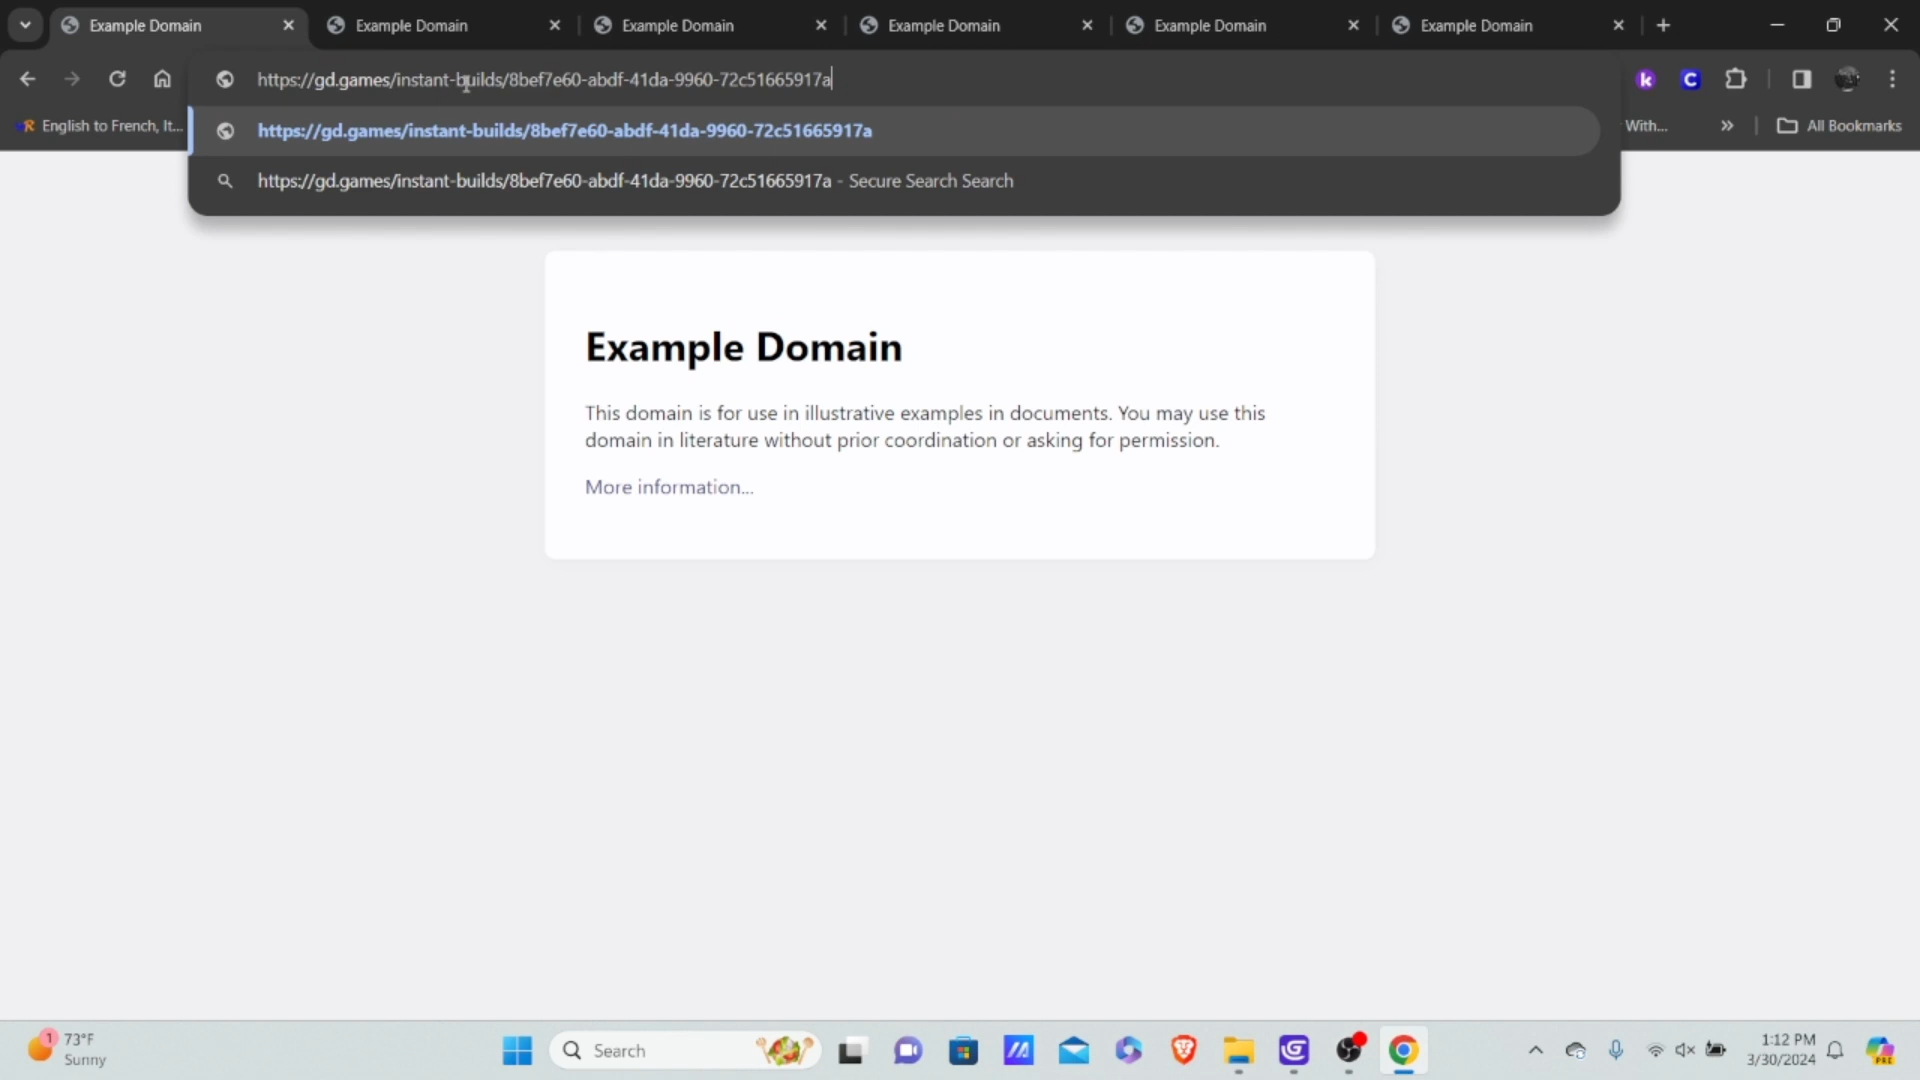 Example Domain Example Domain Example Domain Example Domain Example Domain Example Domain
https://gd.games/instant-builds/8bef7e60-abdf-41da-9960-72c51665917a
English to French, It... With... All Bookmarks
https://gd.games/instant-builds/8bef7e60-abdf-41da-9960-72c51665917a
https://gd.games/instant-builds/8bef7e60-abdf-41da-9960-72c51665917a - Secure Search Search
Example Domain
This domain is for use in illustrative examples in documents. You may use this
domain in literature without prior coordination or asking for permission.
More information...
1 73°F
Sunny
Search
PRE
1:12 PM
3/30/2024